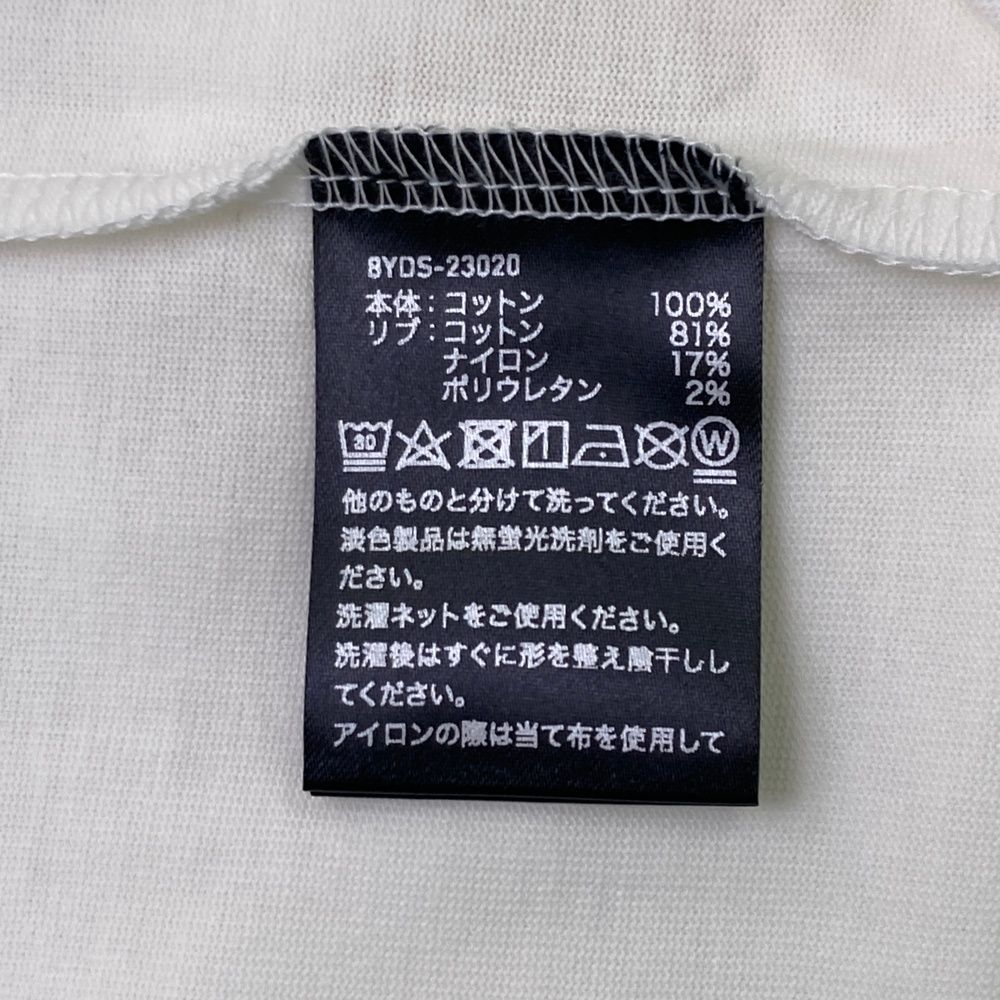 8YDS-23020
本体:コットン 100%
リブ:コットン 81%
ナイロン 17%
ポリウレタン 2%
30 W
他のものと分けて洗ってください。
淡色製品は無蛍光洗剤をご使用く
ださい。
洗濯ネットをご使用ください。
洗濯後はすぐに形を整え陰干しし
てください。
アイロンの際は当て布を使用して